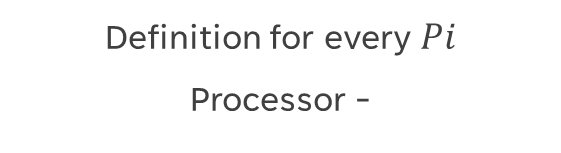 Definition for every Pi
Processor -